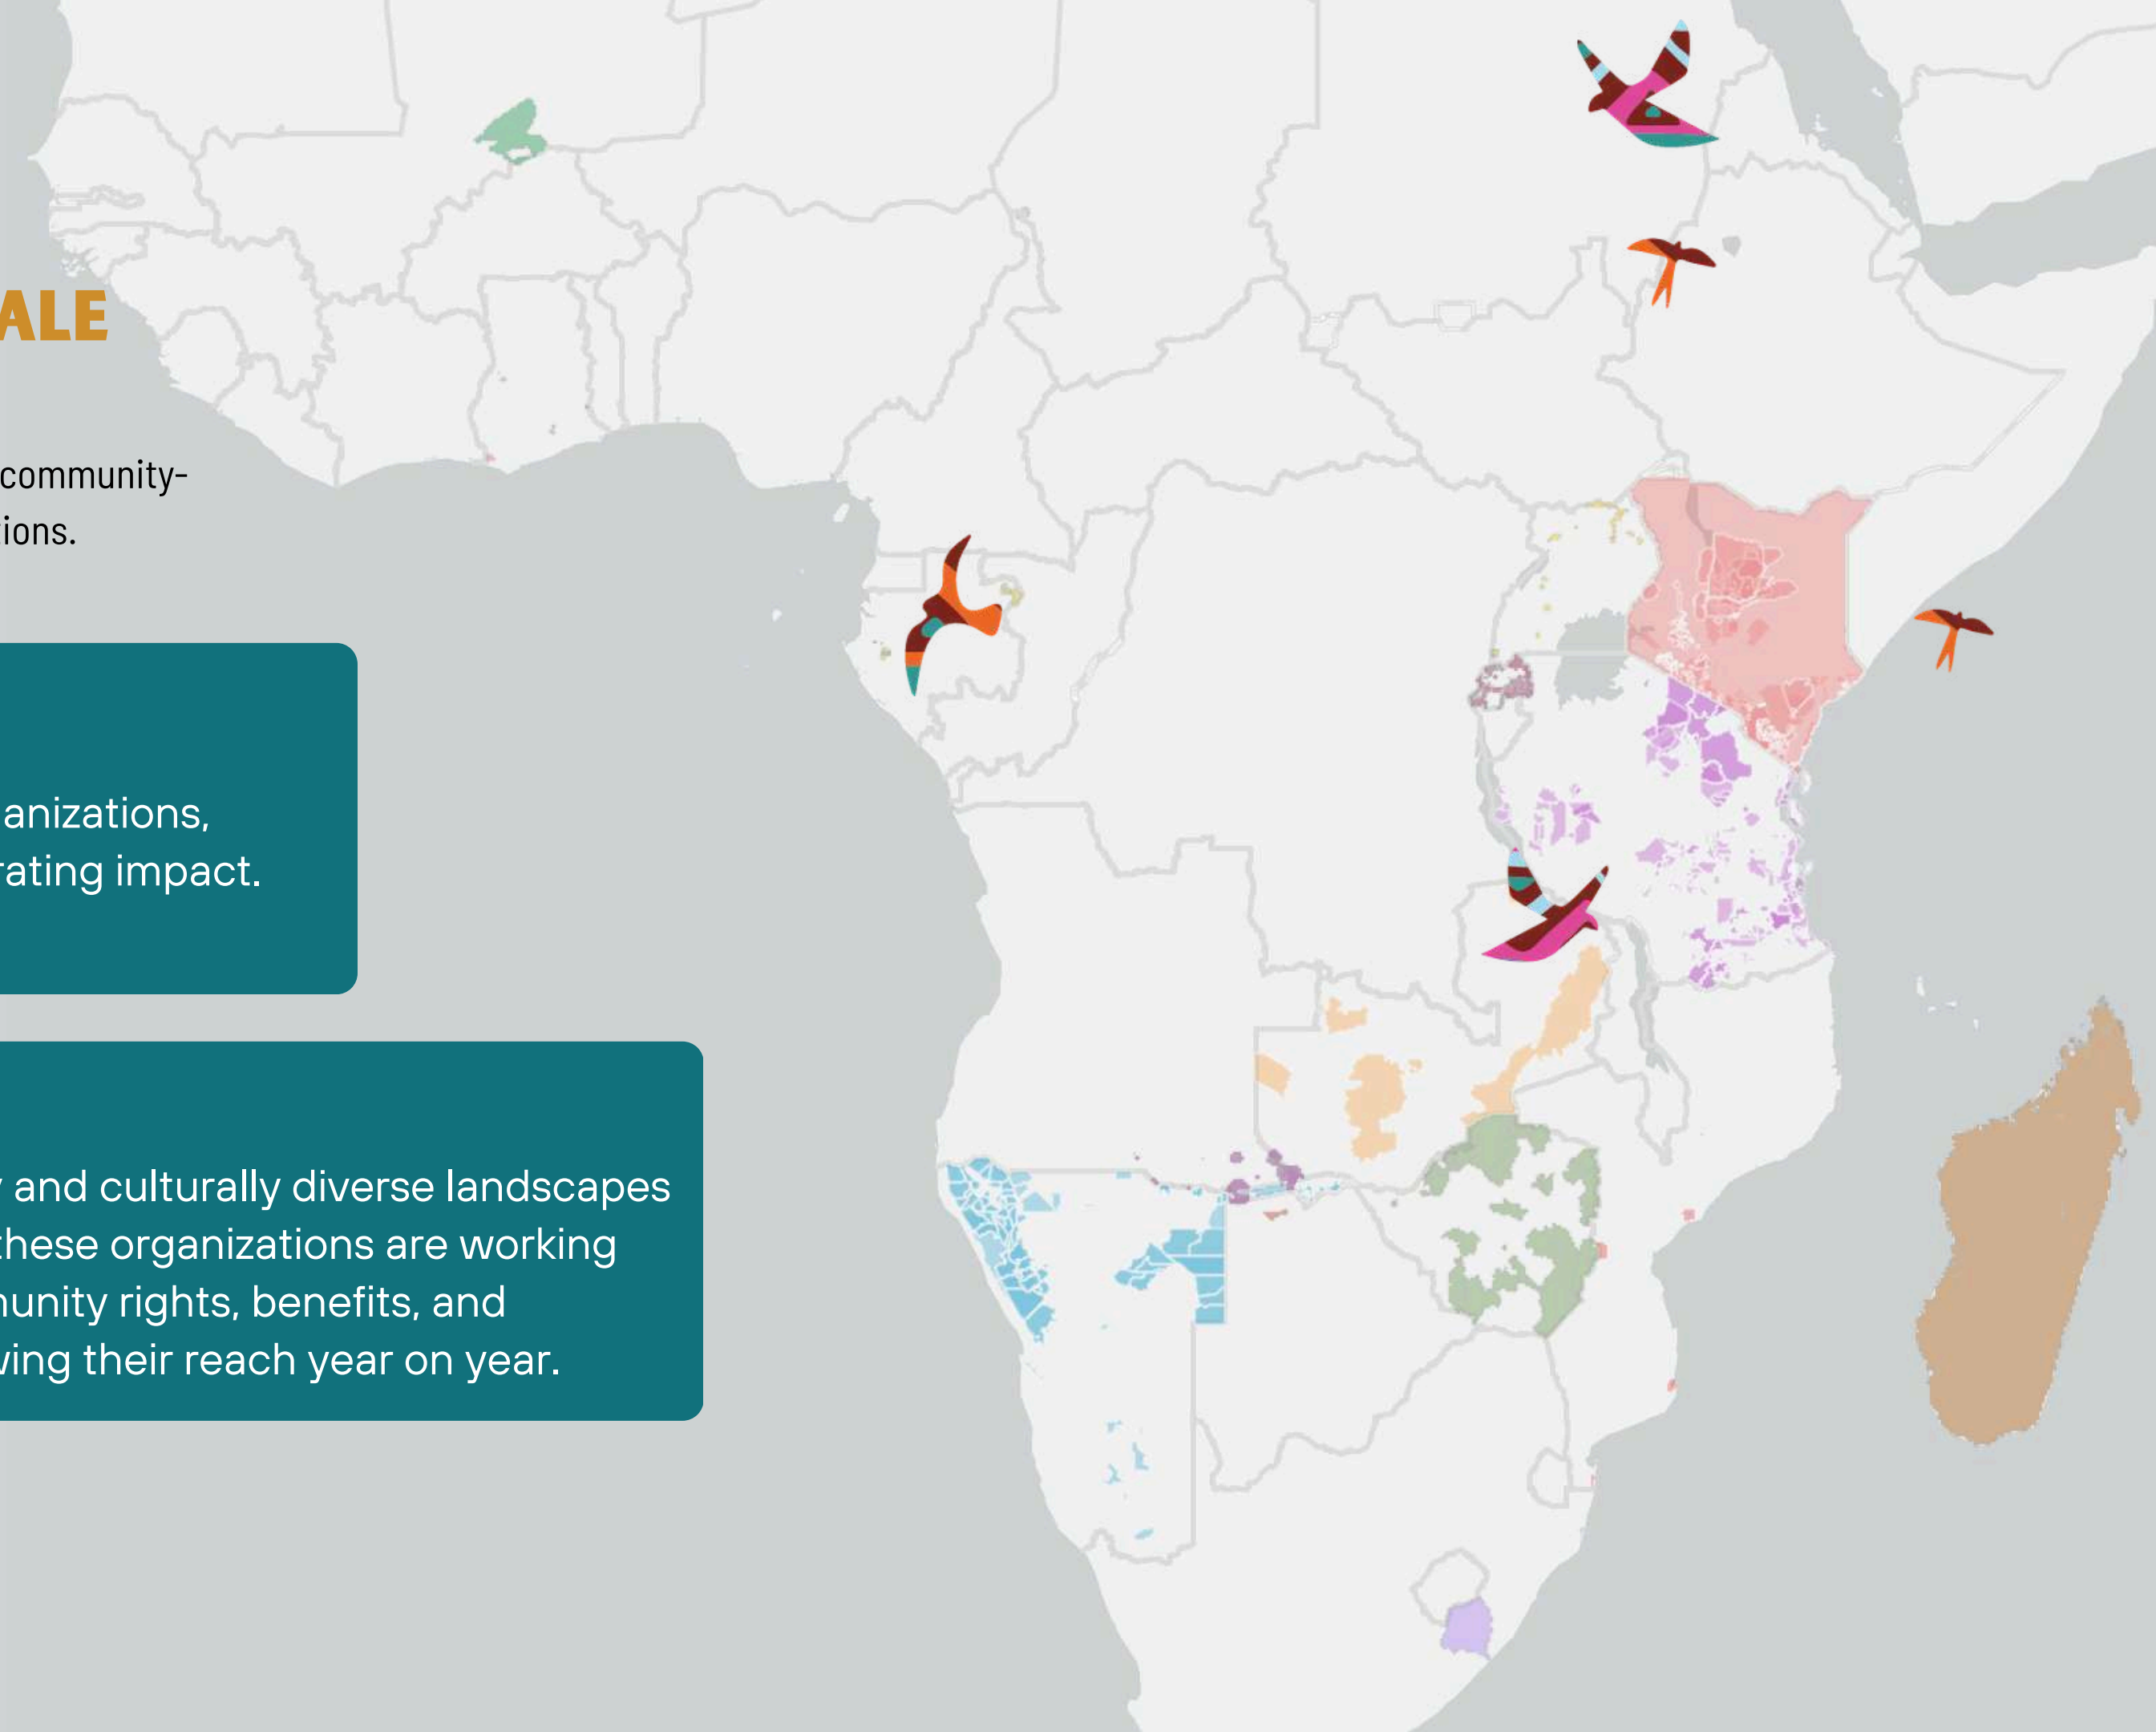 ALE
community-
ions.
anizations,
rating impact.
and culturally diverse landscapes
these organizations are working
unity rights, benefits, and
ving their reach year on year.